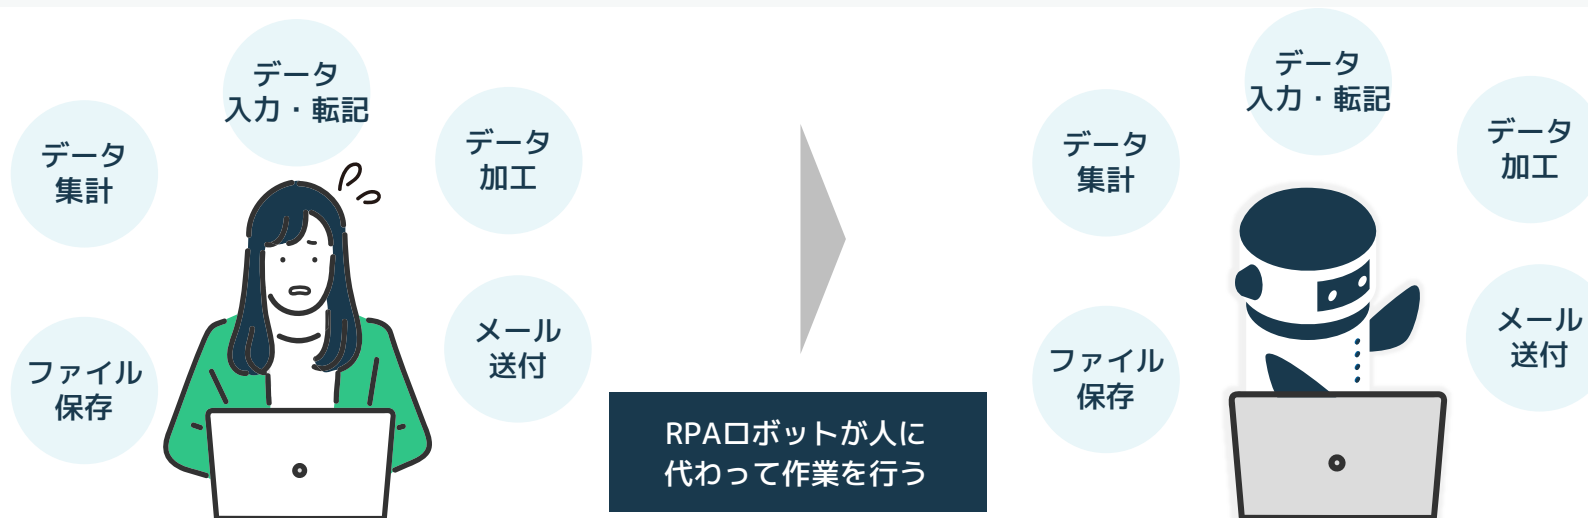 データ
入力・転記
データ
集計
データ
加工
ファイル
保存
メール
送付
RPAロボットが人に
代わって作業を行う
データ
入力・転記
データ
集計
データ
加工
ファイル
保存
メール
送付